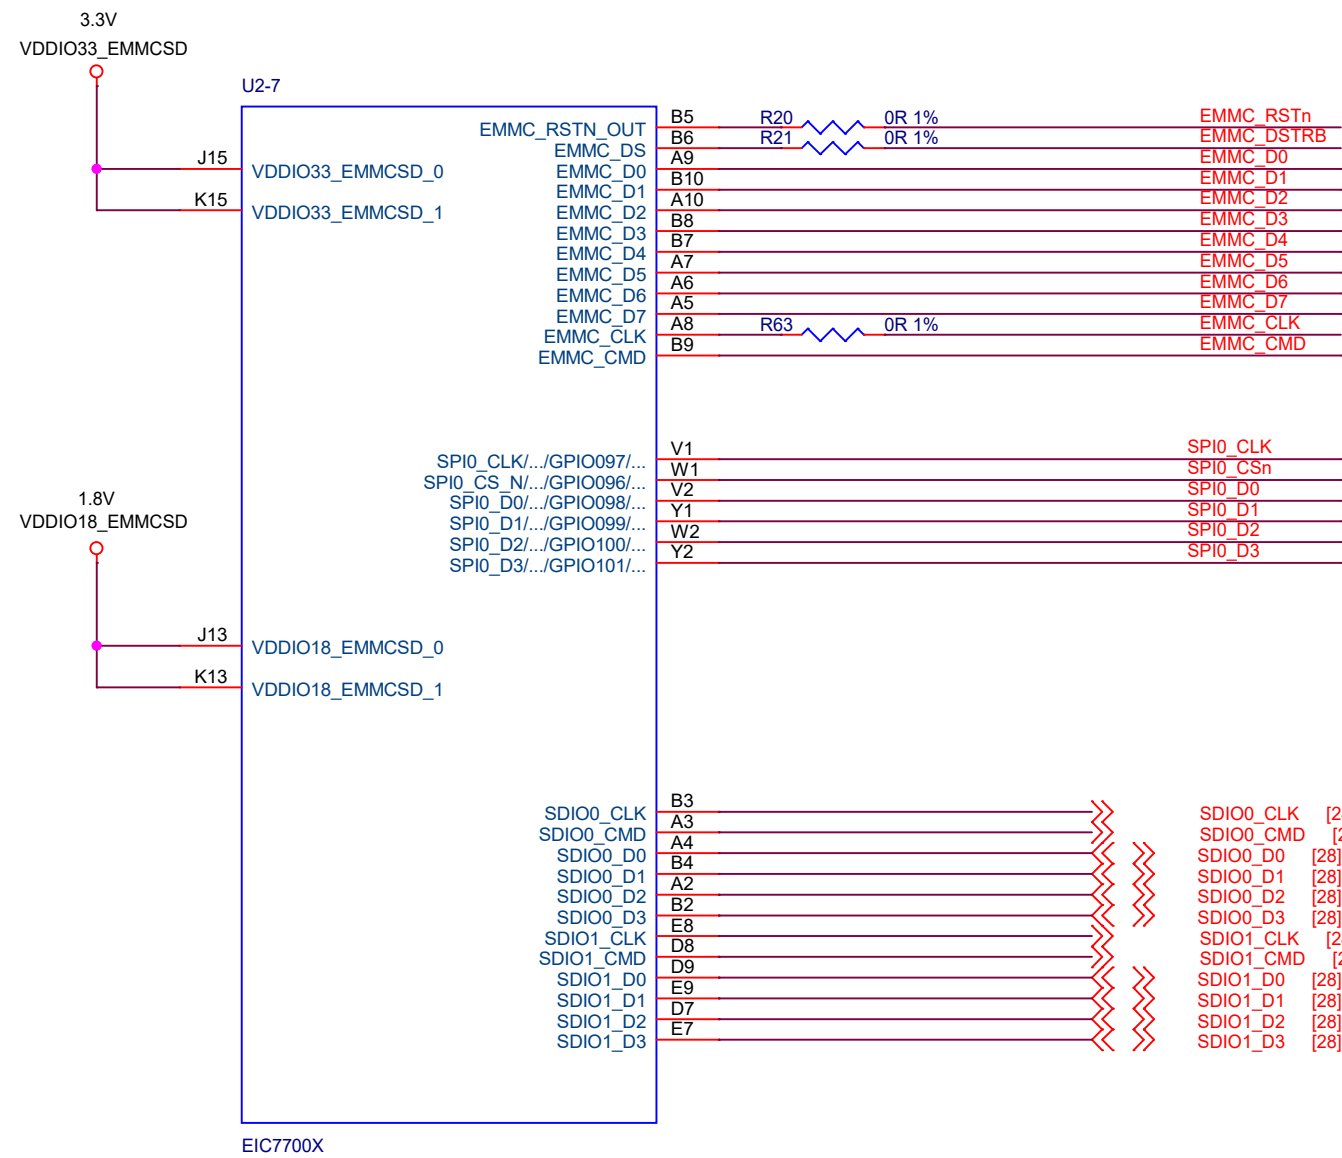 3.3V
VDDIO33_EMMCSD
U2-7
EMMC_RSTN_OUT B5 R20 0R 1% EMMC_RSTn
EMMC_DS B6 R21 0R 1% EMMC_DSTRB
J15 VDDIO33_EMMCSD_0 EMMC_D0 A9 EMMC_D0
EMMC_D1 B10 EMMC_D1
K15 VDDIO33_EMMCSD_1 EMMC_D2 A10 EMMC_D2
EMMC_D3 B8 EMMC_D3
EMMC_D4 B7 EMMC_D4
EMMC_D5 A7 EMMC_D5
EMMC_D6 A6 EMMC_D6
EMMC_D7 A5 EMMC_D7
EMMC_CLK A8 R63 0R 1% EMMC_CLK
EMMC_CMD B9 EMMC_CMD
SPI0_CLK/.../GPIO097/... V1 SPI0_CLK
SPI0_CS_N/.../GPIO096/... W1 SPI0_CSn
1.8V SPI0_D0/.../GPIO098/... V2 SPI0_D0
VDDIO18_EMMCSD SPI0_D1/.../GPIO099/... Y1 SPI0_D1
SPI0_D2/.../GPIO100/... W2 SPI0_D2
SPI0_D3/.../GPIO101/... Y2 SPI0_D3
J13 VDDIO18_EMMCSD_0
K13 VDDIO18_EMMCSD_1
SDIO0_CLK B3 SDIO0_CLK [2
SDIO0_CMD A3 SDIO0_CMD [2
SDIO0_D0 A4 SDIO0_D0 [28]
SDIO0_D1 B4 SDIO0_D1 [28]
SDIO0_D2 A2 SDIO0_D2 [28]
SDIO0_D3 B2 SDIO0_D3 [28]
SDIO1_CLK E8 SDIO1_CLK [2
SDIO1_CMD D8 SDIO1_CMD [2
SDIO1_D0 D9 SDIO1_D0 [28]
SDIO1_D1 E9 SDIO1_D1 [28]
SDIO1_D2 D7 SDIO1_D2 [28]
SDIO1_D3 E7 SDIO1_D3 [28]
EIC7700X